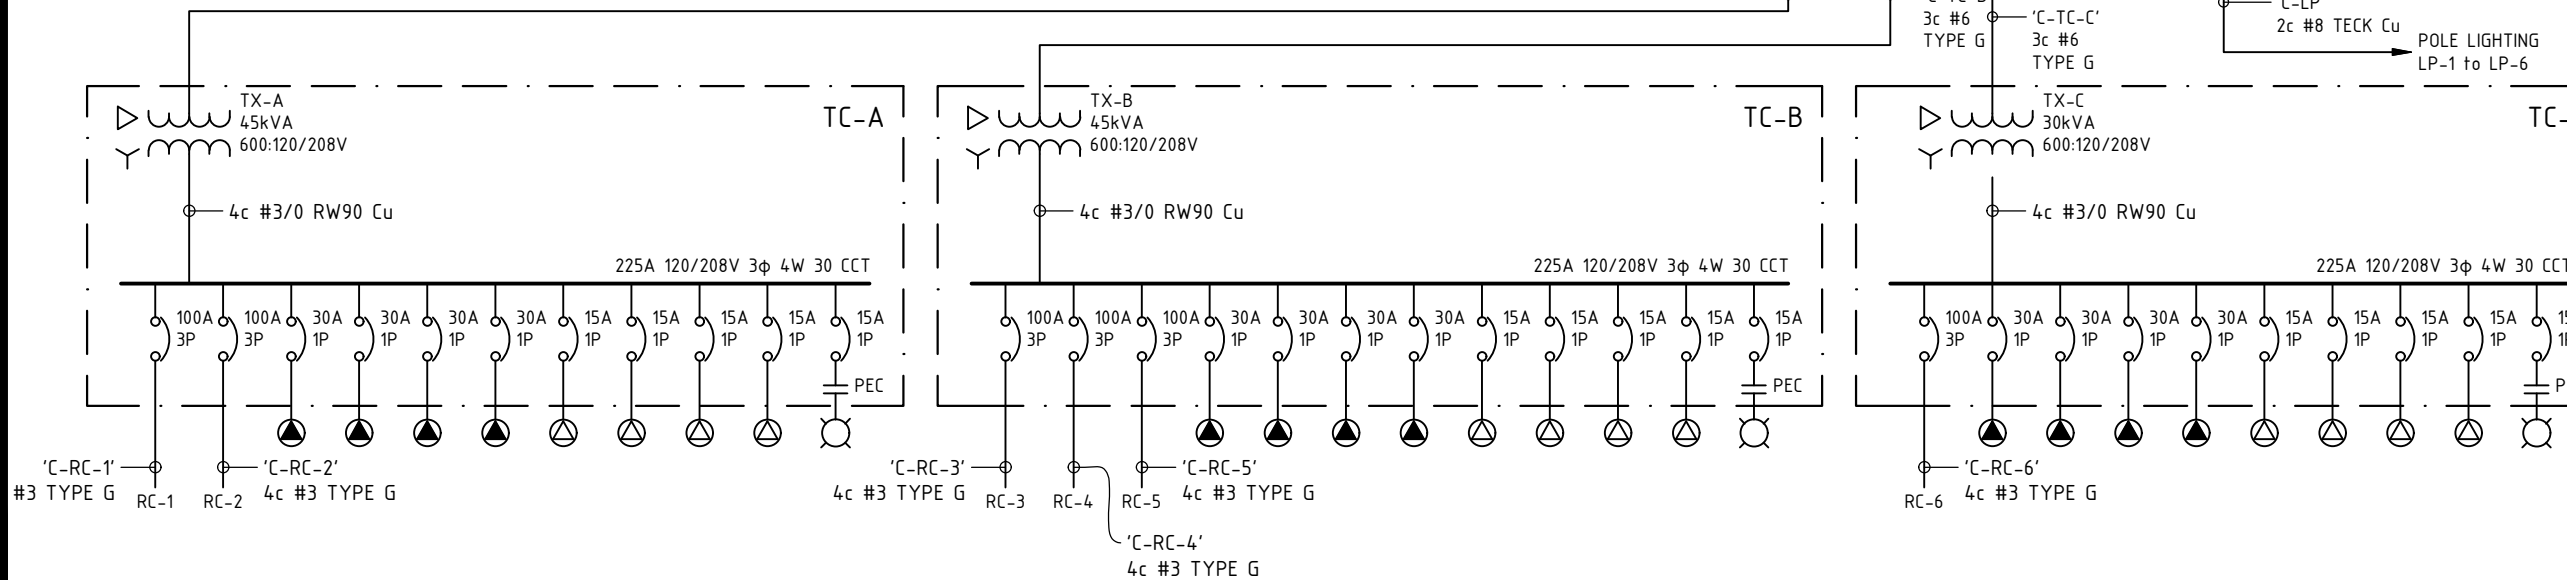 3c #6
TYPE G
'C-TC-C'
3c #6
TYPE G
2c #8 TECK Cu
POLE LIGHTING
LP-1 to LP-6
TX-A
45kVA
600:120/208V
TC-A
4c #3/0 RW90 Cu
225A 120/208V 3ϕ 4W 30 CCT
100A 100A 30A 30A 30A 30A 15A 15A 15A 15A 15A
3P 3P 1P 1P 1P 1P 1P 1P 1P 1P 1P
PEC
'C-RC-1'
#3 TYPE G
RC-1
RC-2
'C-RC-2'
4c #3 TYPE G
TX-B
45kVA
600:120/208V
TC-B
4c #3/0 RW90 Cu
225A 120/208V 3ϕ 4W 30 CCT
100A 100A 100A 30A 30A 30A 30A 15A 15A 15A 15A 15A
3P 3P 3P 1P 1P 1P 1P 1P 1P 1P 1P 1P
PEC
'C-RC-3'
4c #3 TYPE G
RC-3
RC-4
RC-5
'C-RC-5'
4c #3 TYPE G
'C-RC-4'
4c #3 TYPE G
TX-C
30kVA
600:120/208V
TC-
4c #3/0 RW90 Cu
225A 120/208V 3ϕ 4W 30 CCT
100A 30A 30A 30A 30A 15A 15A 15A 15A
3P 1P 1P 1P 1P 1P 1P 1P 1P
RC-6
'C-RC-6'
4c #3 TYPE G